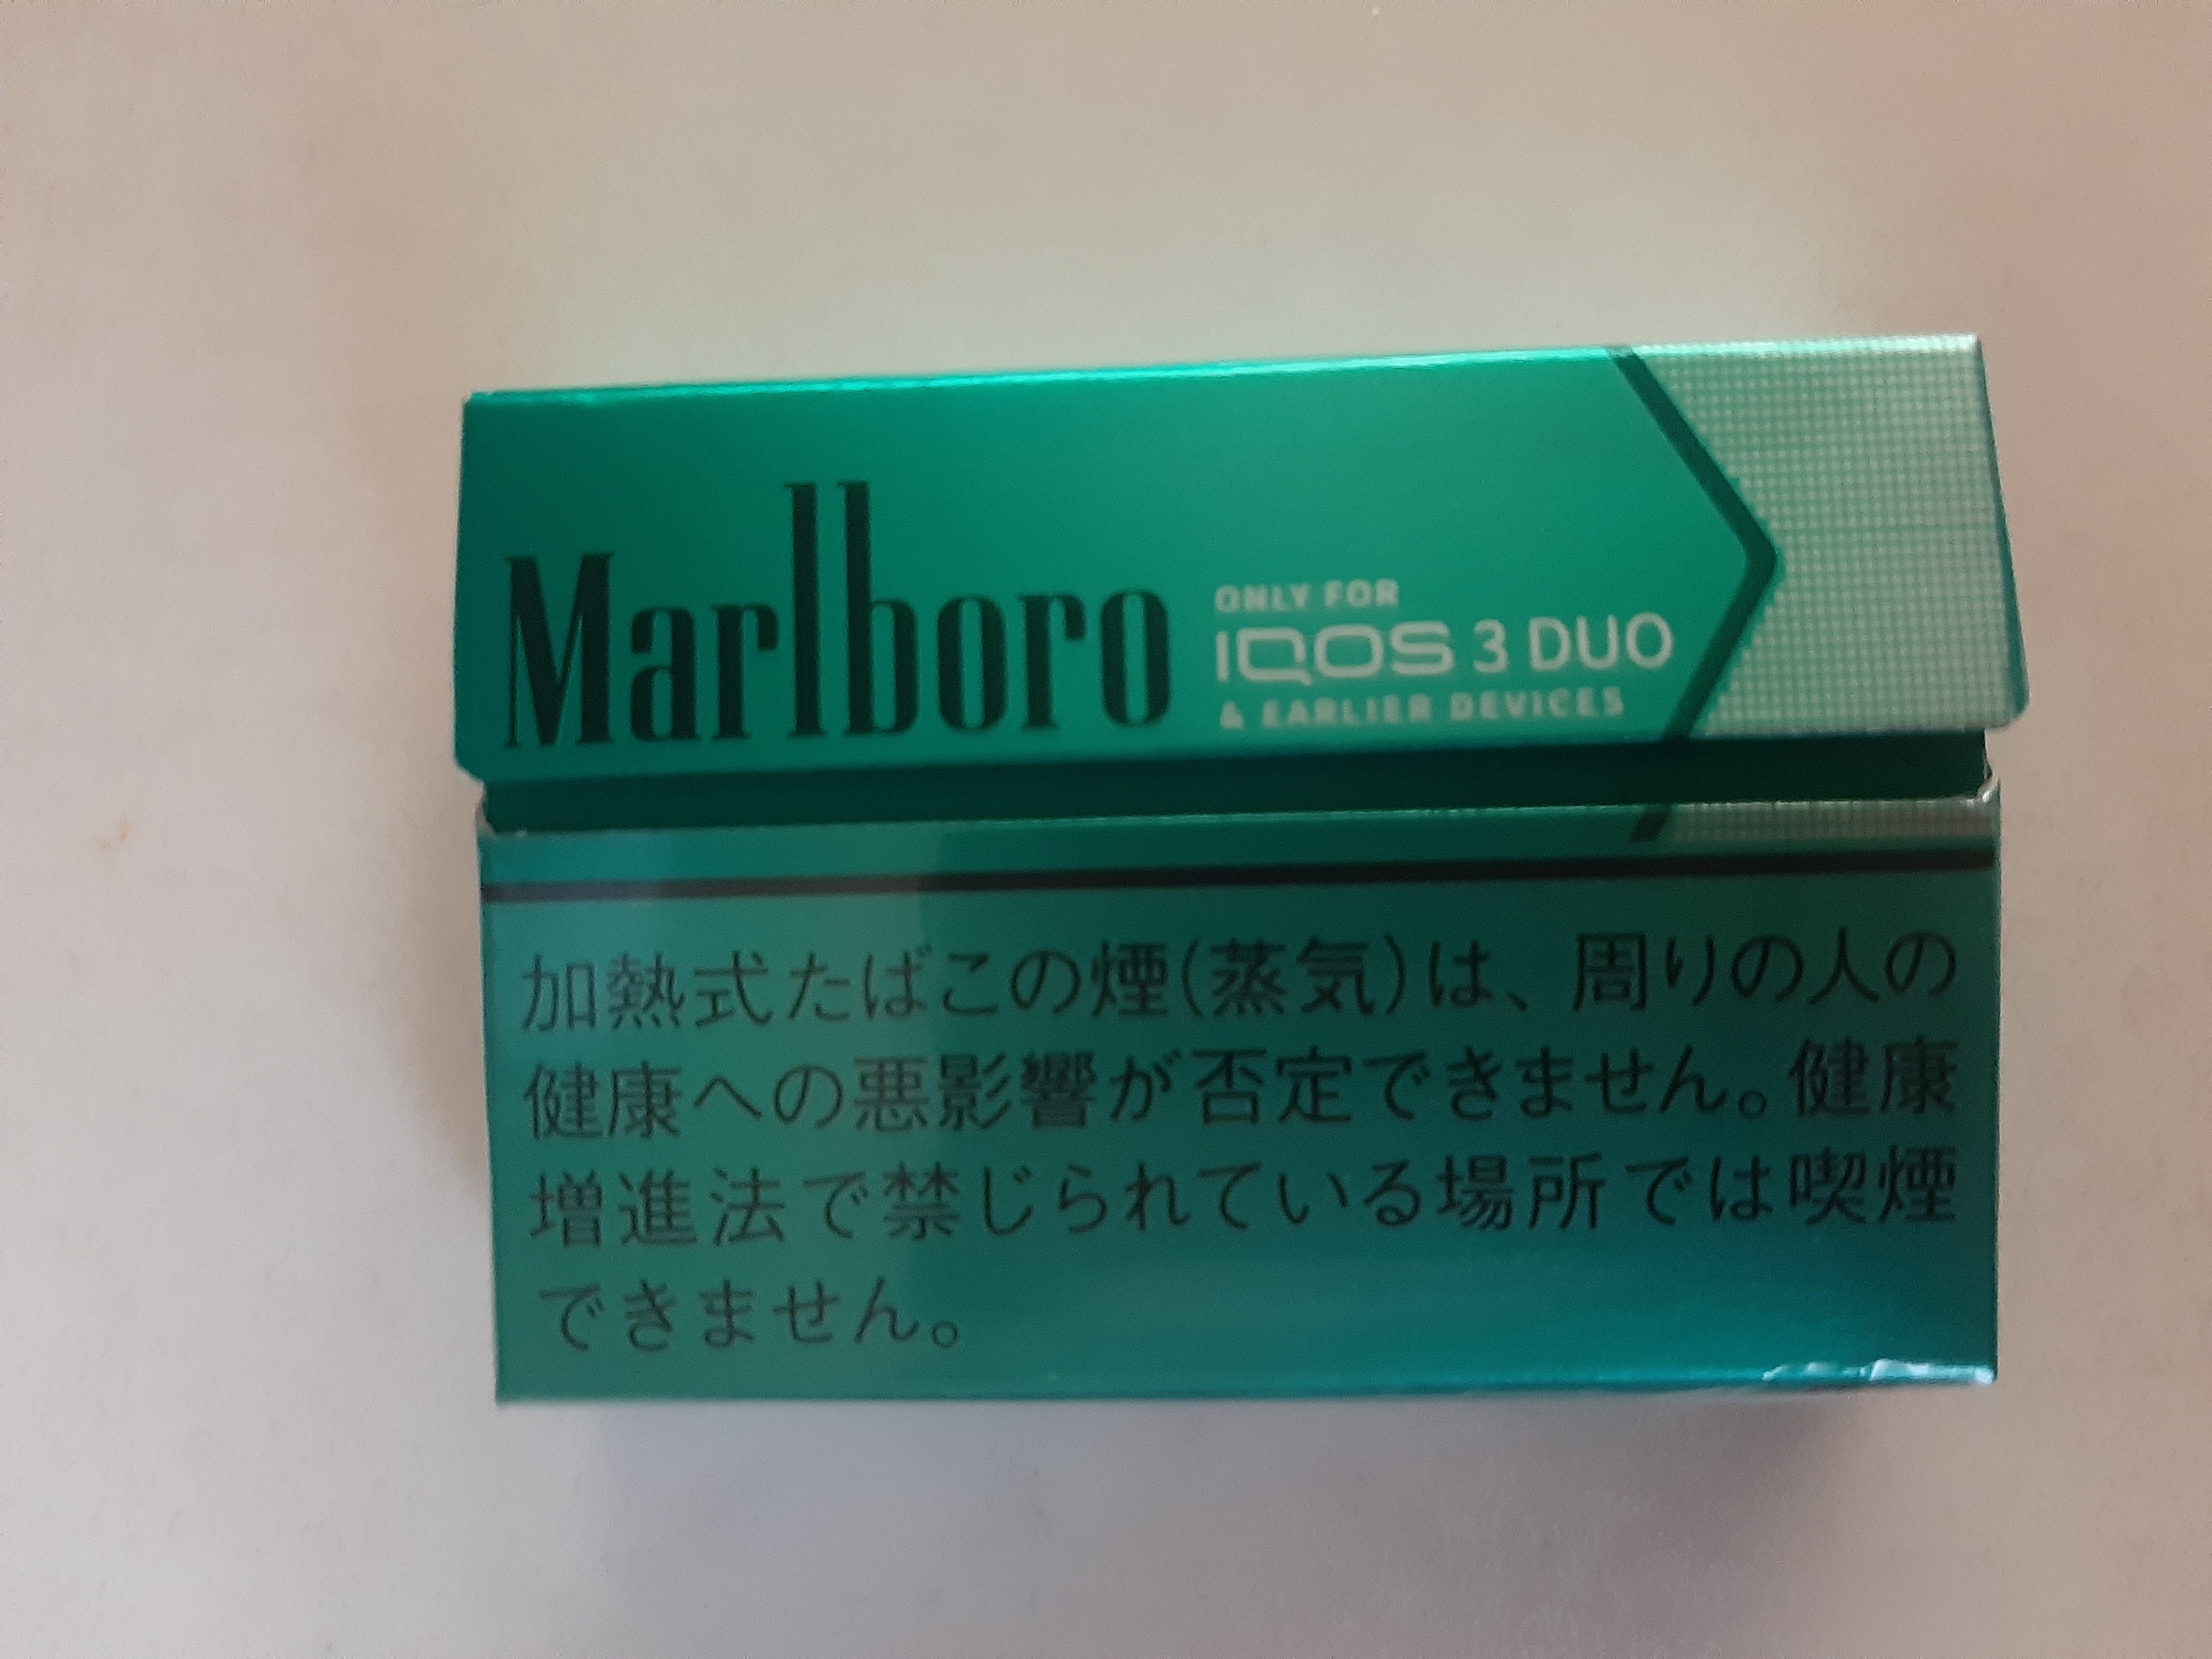 Marlboro
ONLY FOR
IQOS 3 DUO
& EARLIER DEVICES
加熱式たばこの煙(蒸気)は、周りの人の
健康への悪影響が否定できません。健康
増進法で禁じられている場所では喫煙
できません。